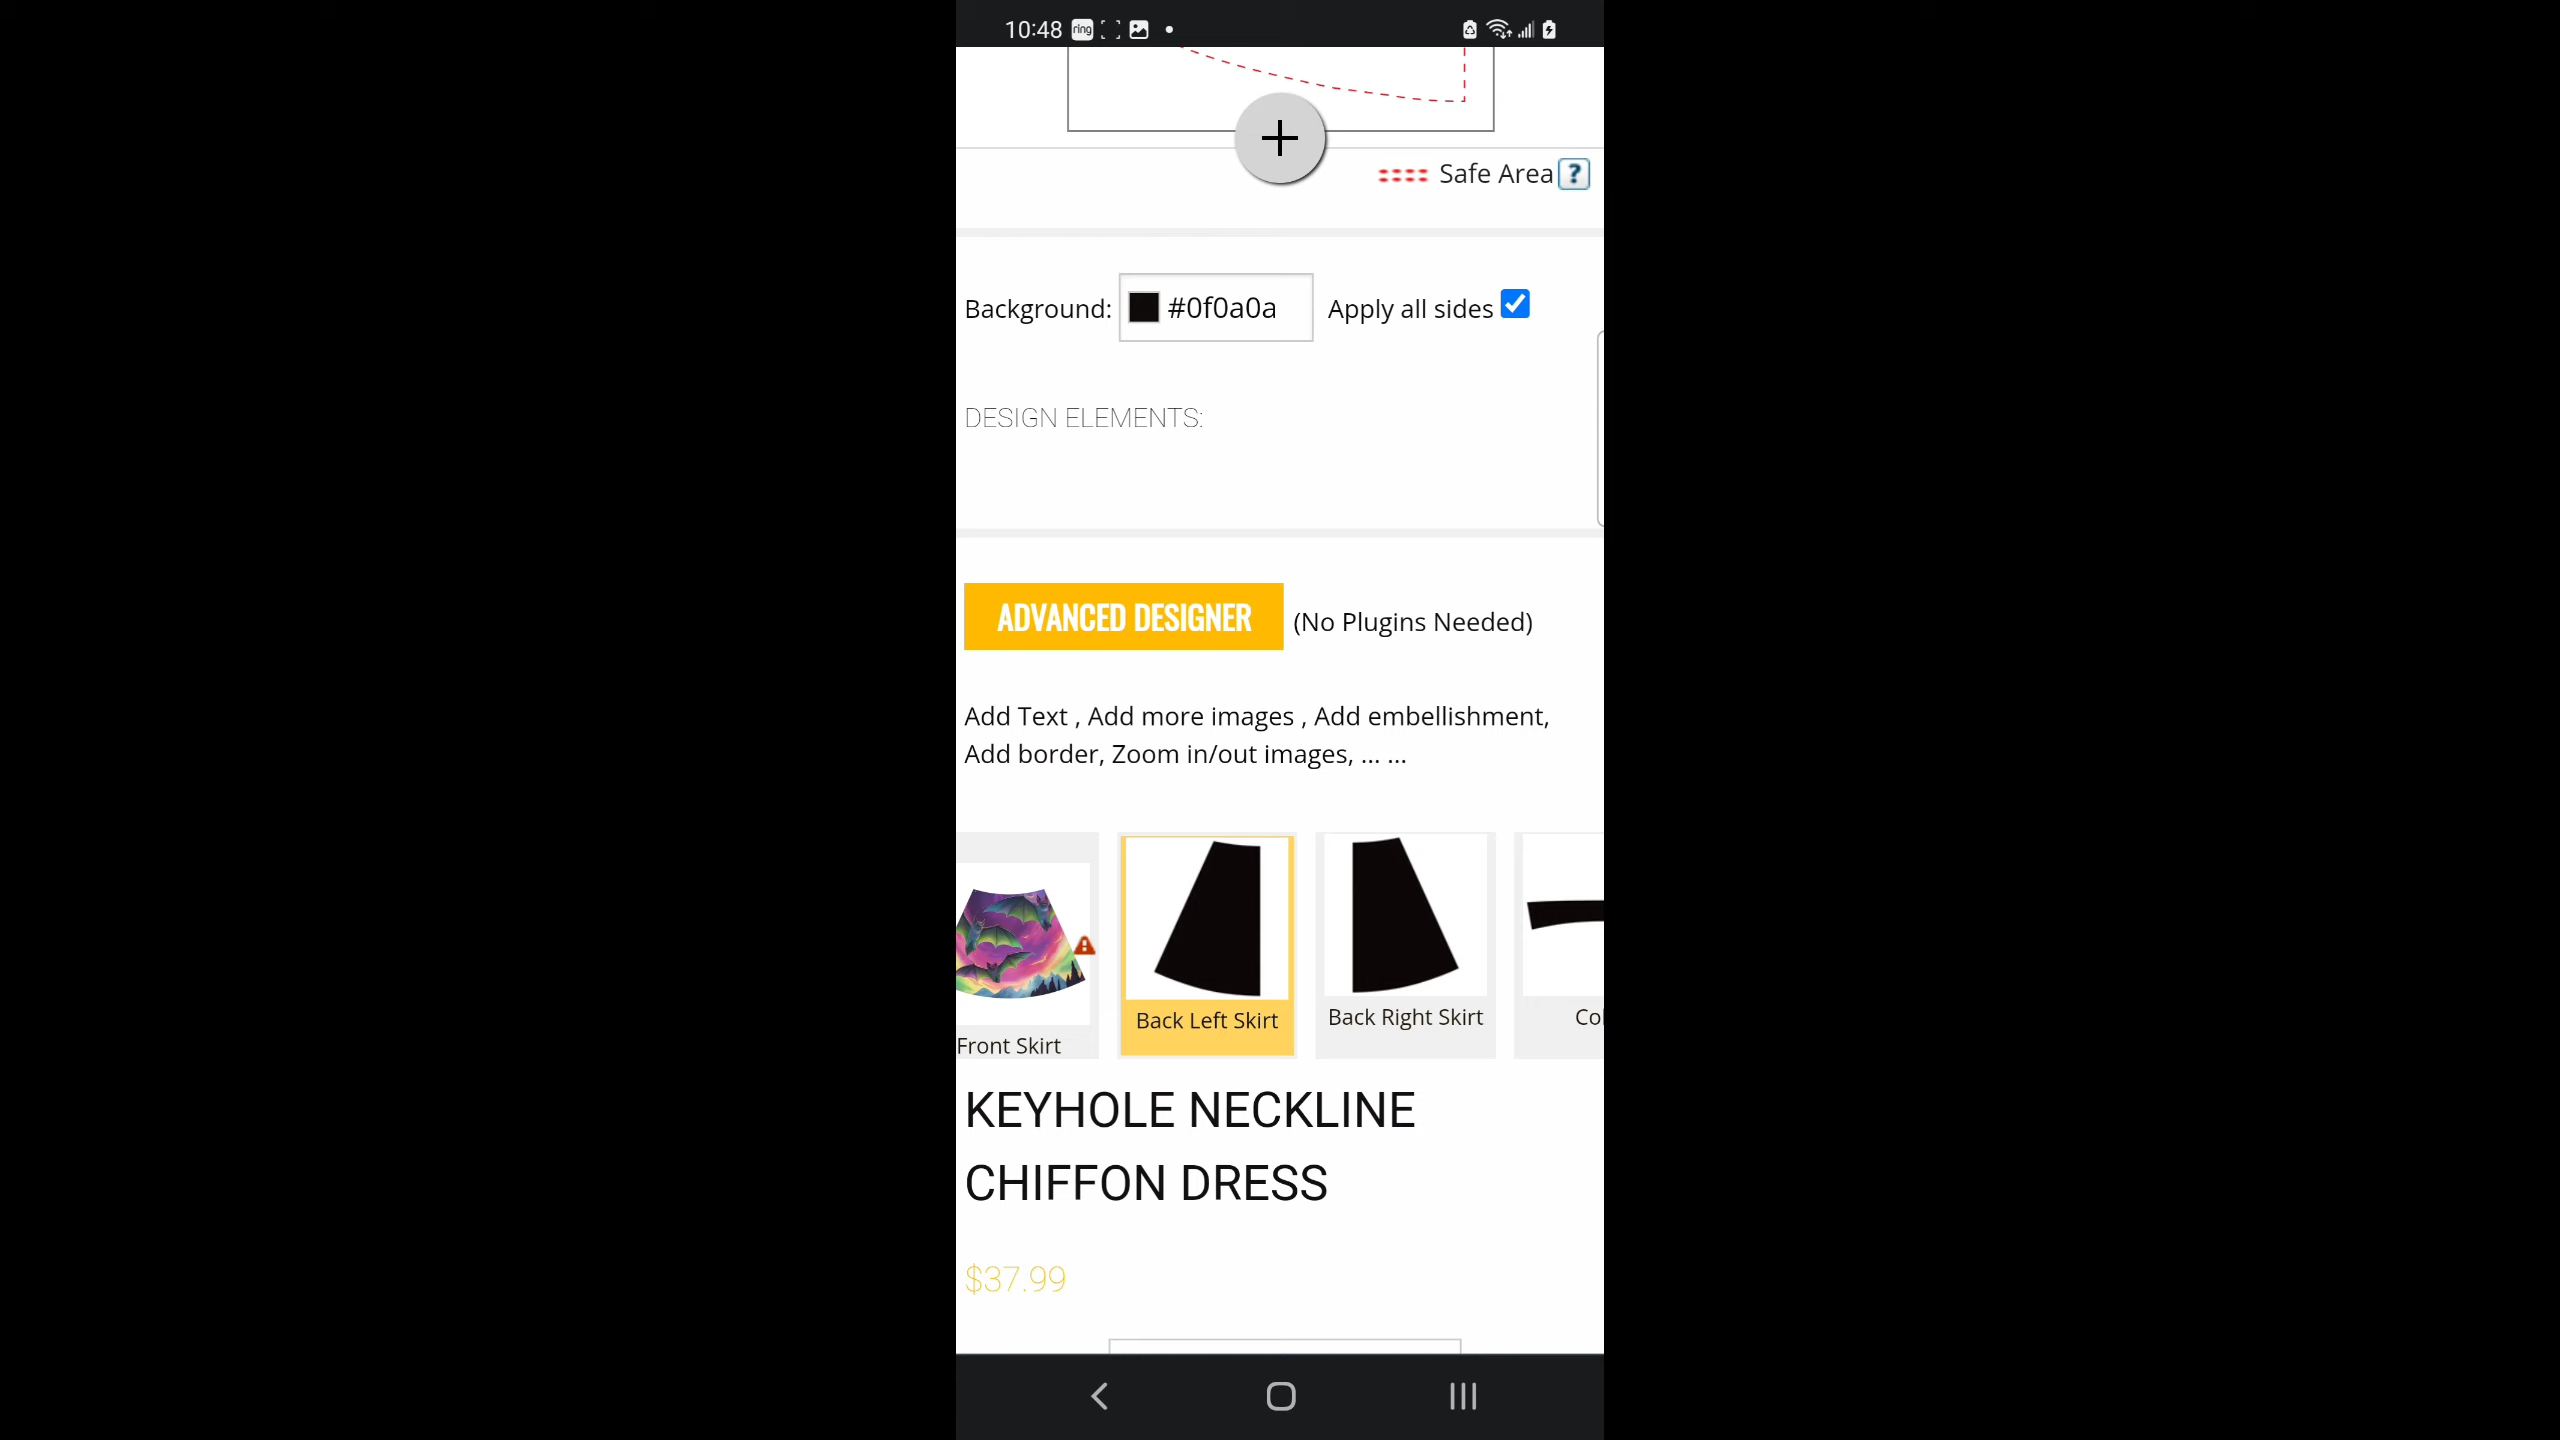 10:48 ring
Safe Area ?
Background: #0f0a0a Apply all sides
DESIGN ELEMENTS:
ADVANCED DESIGNER (No Plugins Needed)
Add Text , Add more images , Add embellishment,
Add border, Zoom in/out images, ... ...
Front Skirt
Back Left Skirt
Back Right Skirt
KEYHOLE NECKLINE
CHIFFON DRESS
$37.99